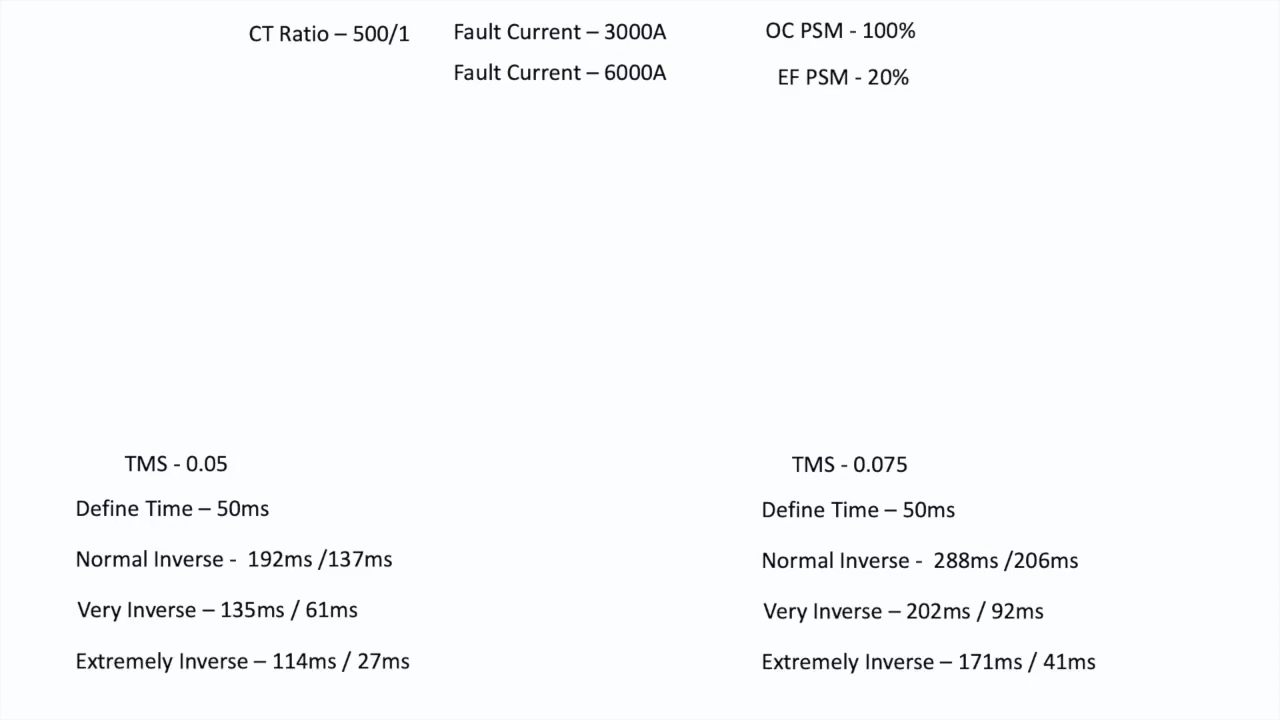 CT Ratio – 500/1
Fault Current – 3000A
OC PSM - 100%
Fault Current – 6000A
EF PSM - 20%
TMS - 0.05
Define Time – 50ms
Normal Inverse -  192ms /137ms
Very Inverse – 135ms / 61ms
Extremely Inverse – 114ms / 27ms
TMS - 0.075
Define Time – 50ms
Normal Inverse -  288ms /206ms
Very Inverse – 202ms / 92ms
Extremely Inverse – 171ms / 41ms